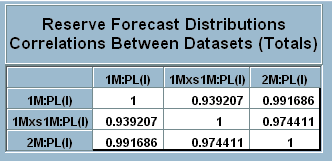 Reserve Forecast Distributions
Correlations Between Datasets (Totals)
1M:PL(I) 1Mxs1M:PL(I) 2M:PL(I)
1M:PL(I) 1 0.939207 0.991686
1Mxs1M:PL(I) 0.939207 1 0.974411
2M:PL(I) 0.991686 0.974411 1